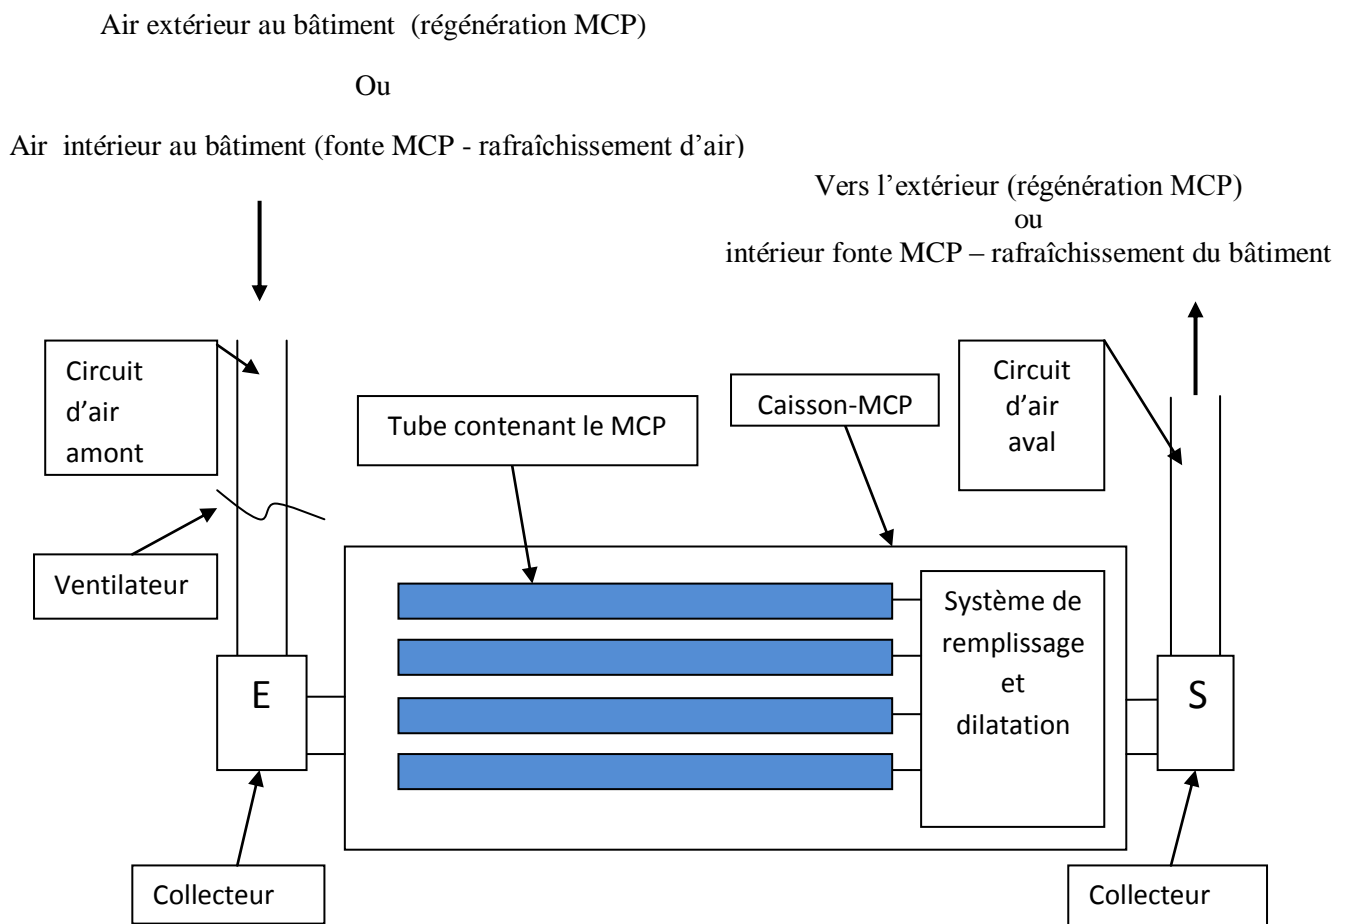 Air extérieur au bâtiment (régénération MCP)
Ou
Air intérieur au bâtiment (fonte MCP - rafraîchissement d'air)
Vers l'extérieur (régénération MCP)
ou
intérieur fonte MCP – rafraîchissement du bâtiment
Circuit
d'air
amont
Tube contenant le MCP
Caisson-MCP
Circuit
d'air
aval
Ventilateur
Système de
remplissage
et
dilatation
E
S
Collecteur
Collecteur